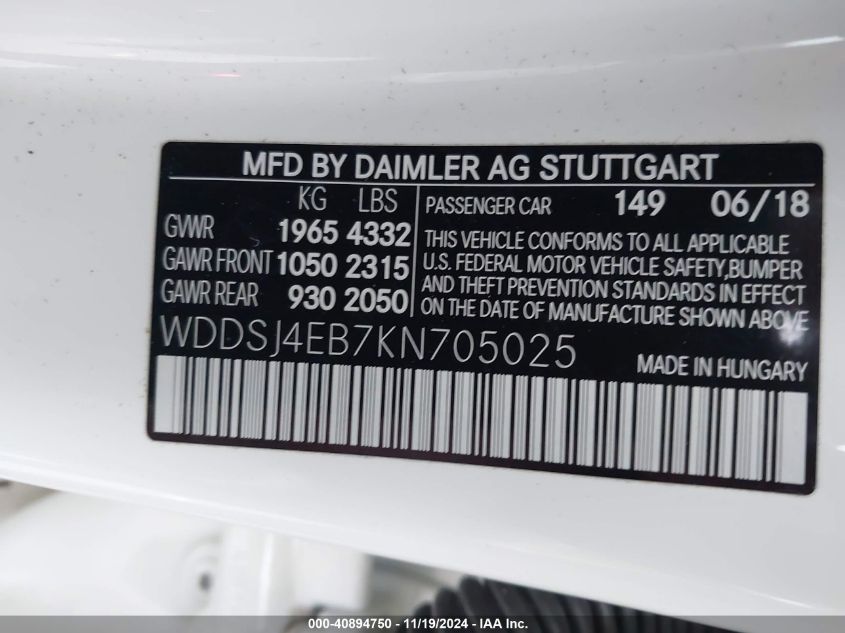 MFD BY DAIMLER AG STUTTGART
KG LBS
GVWR 1965 4332
GAWR FRONT 1050 2315
GAWR REAR 930 2050
PASSENGER CAR 149 06/18
THIS VEHICLE CONFORMS TO ALL APPLICABLE
U.S. FEDERAL MOTOR VEHICLE SAFETY,BUMPER
AND THEFT PREVENTION STANDARDS IN EFFECT
ON THE DATE OF MANUFACTURE SHOWN ABOVE
WDDSJ4EB7KN705025
MADE IN HUNGARY
000-40894750 - 11/19/2024 - IAA, Inc.